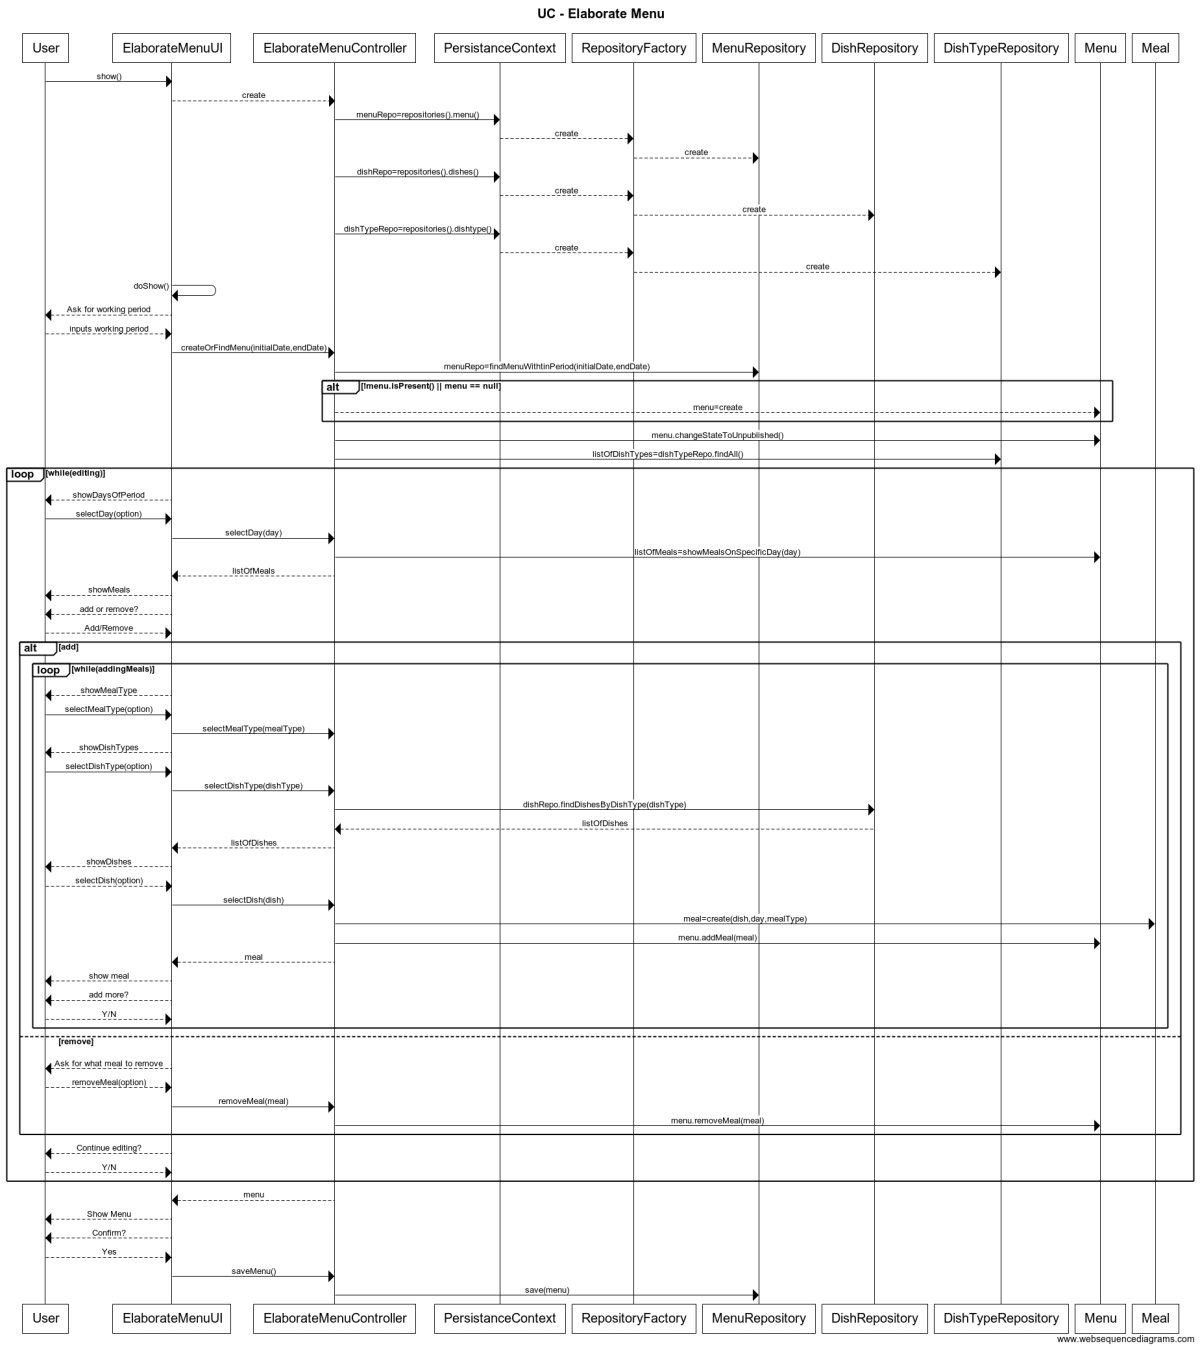 UC - Elaborate Menu
User
ElaborateMenuUI
ElaborateMenuController
PersistanceContext
RepositoryFactory
MenuRepository
DishRepository
DishTypeRepository
Menu
Meal
show()
create
menuRepo=repositories().menu()
create
create
dishRepo=repositories().dishes()
create
create
dishTypeRepo=repositories().dishtype()
create
create
doShow()
Ask for working period
inputs working period
createOrFindMenu(initialDate,endDate)
menuRepo=findMenuWithtinPeriod(initialDate,endDate)
alt [!menu.isPresent() || menu == null]
menu=create
menu.changeStateToUnpublished()
listOfDishTypes=dishTypeRepo.findAll()
loop [while(editing)]
showDaysOfPeriod
selectDay(option)
selectDay(day)
listOfMeals=showMealsOnSpecificDay(day)
listOfMeals
showMeals
add or remove?
Add/Remove
alt [add]
loop [while(addingMeals)]
showMealType
selectMealType(option)
selectMealType(mealType)
showDishTypes
selectDishType(option)
selectDishType(dishType)
dishRepo.findDishesByDishType(dishType)
listOfDishes
listOfDishes
showDishes
selectDish(option)
selectDish(dish)
meal=create(dish,day,mealType)
menu.addMeal(meal)
meal
show meal
add more?
Y/N
[remove]
Ask for what meal to remove
removeMeal(option)
removeMeal(meal)
menu.removeMeal(meal)
Continue editing?
Y/N
menu
Show Menu
Confirm?
Yes
saveMenu()
save(menu)
User
ElaborateMenuUI
ElaborateMenuController
PersistanceContext
RepositoryFactory
MenuRepository
DishRepository
DishTypeRepository
Menu
Meal
www.websequencediagrams.com